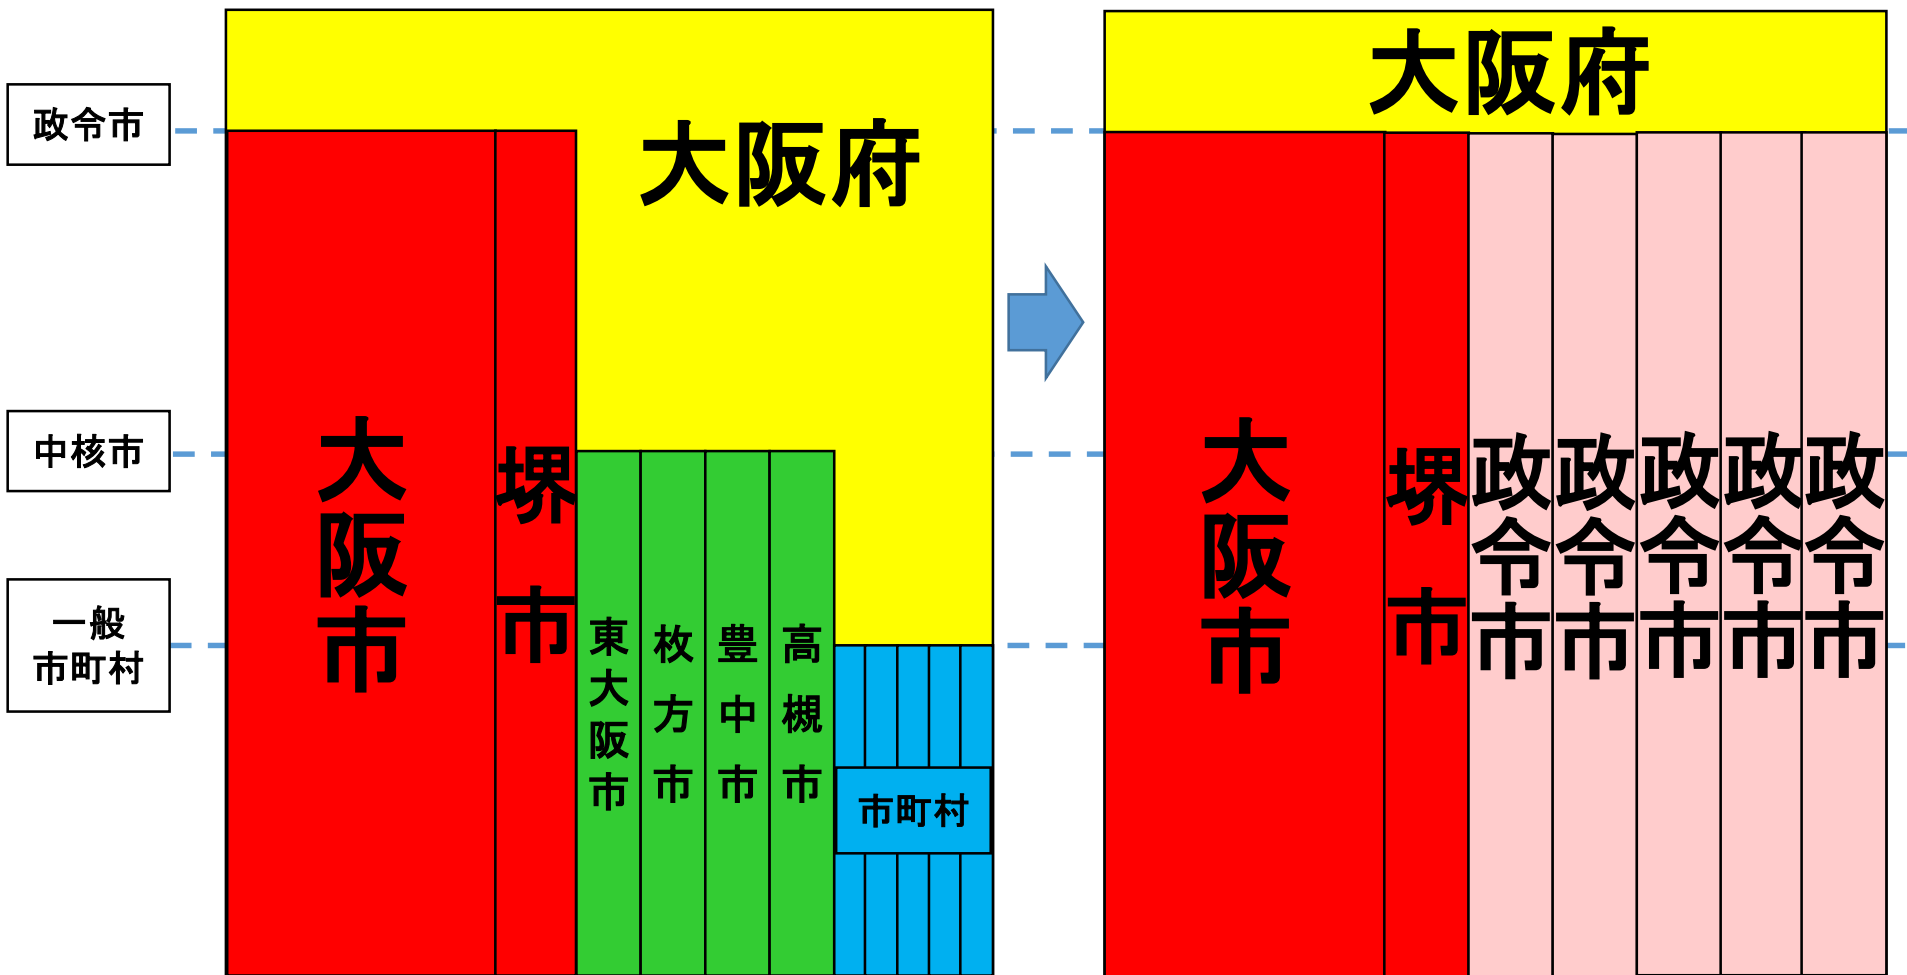 政令市
中核市
一般
市町村
大阪府
大阪市
堺市
東大阪市
枚方市
豊中市
高槻市
市町村
大阪府
大阪市
堺市
政令市
政令市
政令市
政令市
政令市